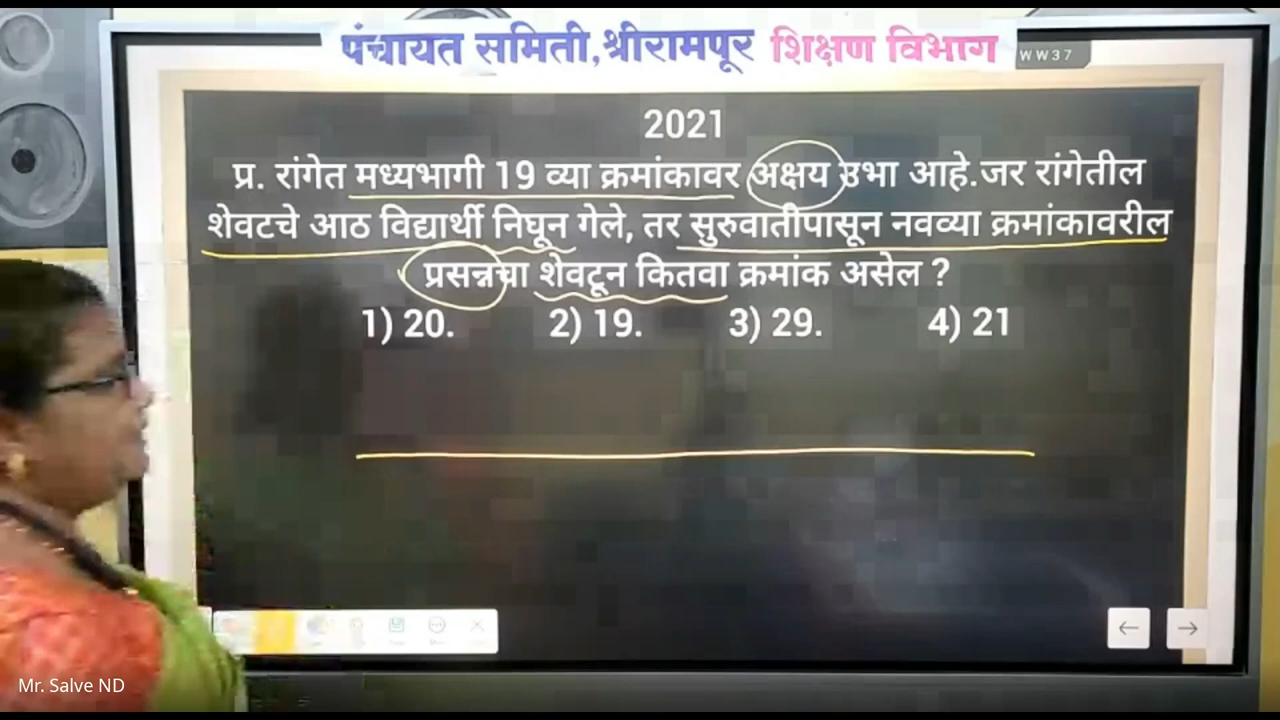 पंचायत समिती,श्रीरामपूर शिक्षण विभाग
WW37
2021
प्र. रांगेत मध्यभागी 19 व्या क्रमांकावर अक्षय उभा आहे.जर रांगेतील
शेवटचे आठ विद्यार्थी निघून गेले, तर सुरुवातीपासून नवव्या क्रमांकावरील
प्रसन्नचा शेवटून कितवा क्रमांक असेल ?
1) 20. 2) 19. 3) 29. 4) 21
Mr. Salve ND